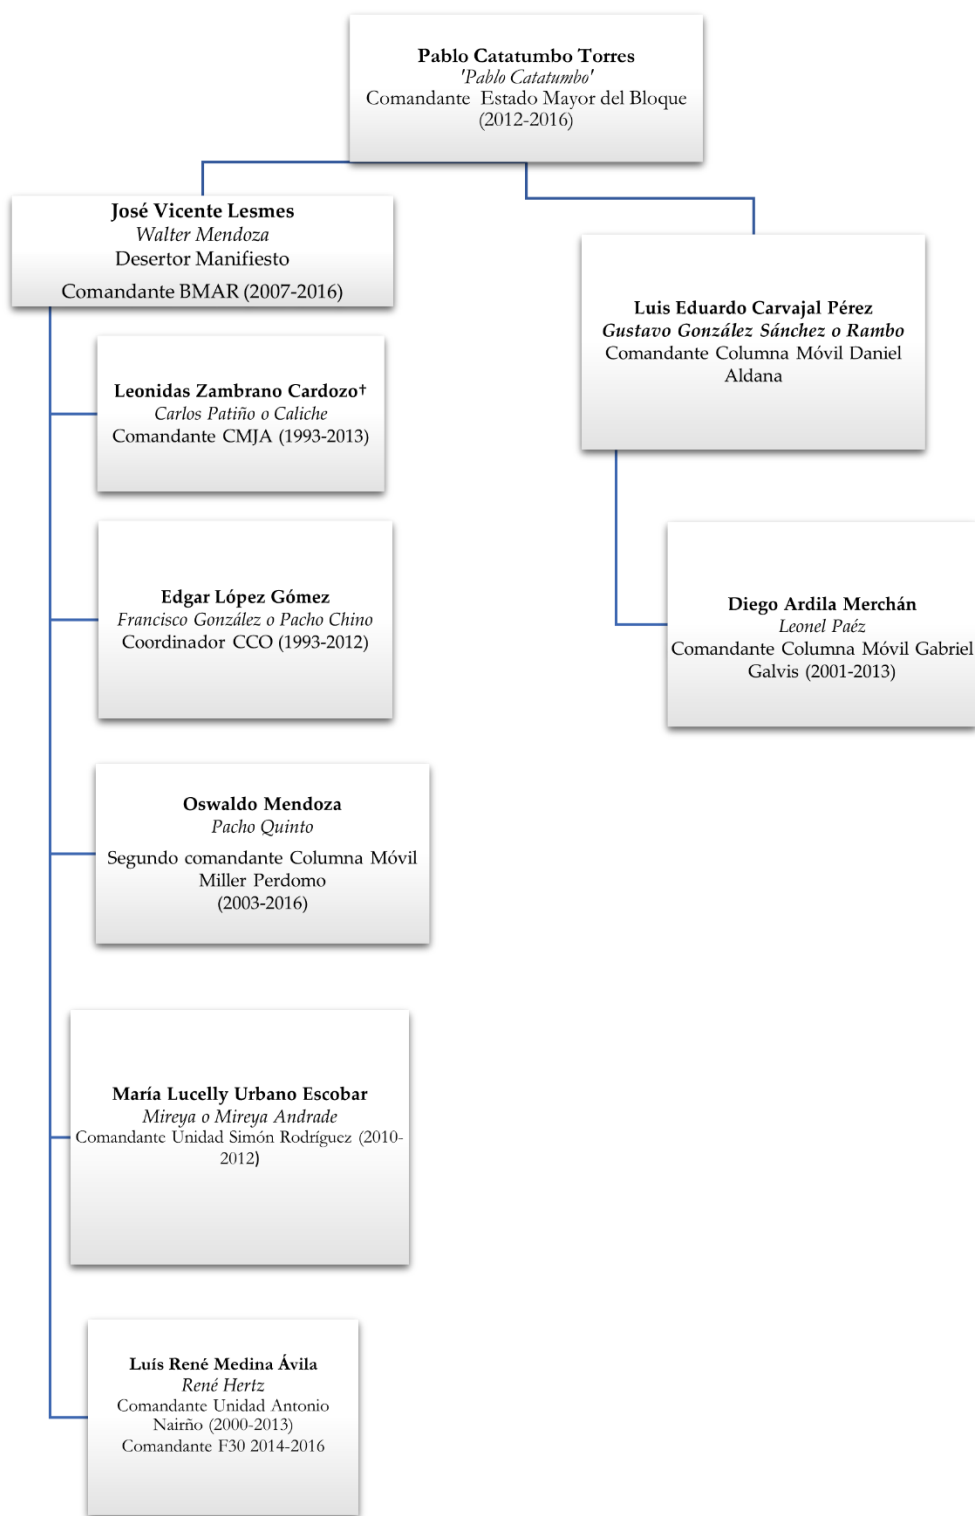 Pablo Catatumbo Torres
'Pablo Catatumbo'
Comandante Estado Mayor del Bloque
(2012-2016)
José Vicente Lesmes
Walter Mendoza
Desertor Manifiesto
Comandante BMAR (2007-2016)
Leonidas Zambrano Cardozo†
Carlos Patiño o Caliche
Comandante CMJA (1993-2013)
Edgar López Gómez
Francisco González o Pacho Chino
Coordinador CCO (1993-2012)
Oswaldo Mendoza
Pacho Quinto
Segundo comandante Columna Móvil
Miller Perdomo
(2003-2016)
María Lucelly Urbano Escobar
Mireya o Mireya Andrade
Comandante Unidad Simón Rodríguez (2010-
2012)
Luís René Medina Ávila
René Hertz
Comandante Unidad Antonio
Nairño (2000-2013)
Comandante F30 2014-2016
Luis Eduardo Carvajal Pérez
Gustavo González Sánchez o Rambo
Comandante Columna Móvil Daniel
Aldana
Diego Ardila Merchán
Leonel Paéz
Comandante Columna Móvil Gabriel
Galvis (2001-2013)